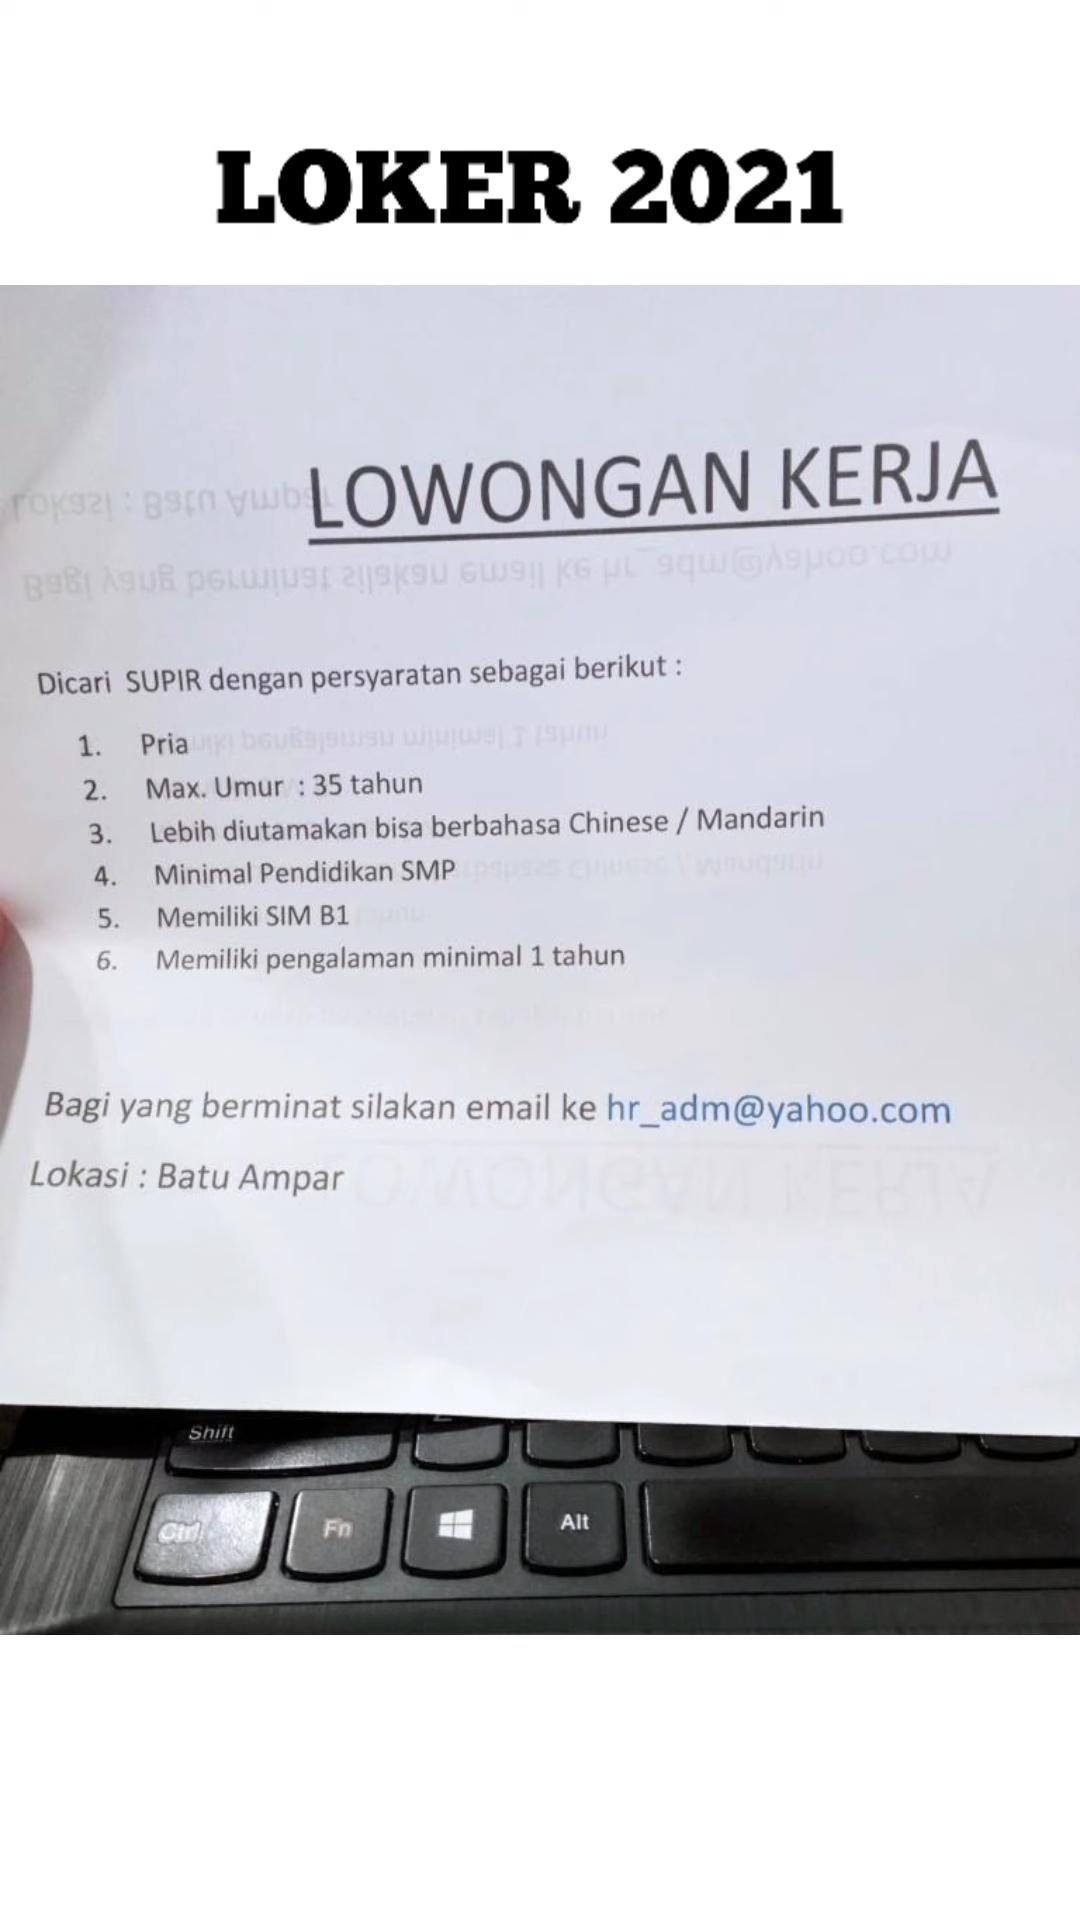 LOKER 2021
LOWONGAN KERJA
Dicari SUPIR dengan persyaratan sebagai berikut :
1. Pria
2. Max. Umur : 35 tahun
3. Lebih diutamakan bisa berbahasa Chinese / Mandarin
4. Minimal Pendidikan SMP
5. Memiliki SIM B1
6. Memiliki pengalaman minimal 1 tahun
Bagi yang berminat silakan email ke hr_adm@yahoo.com
Lokasi : Batu Ampar
Shift
Ctrl Fn Alt